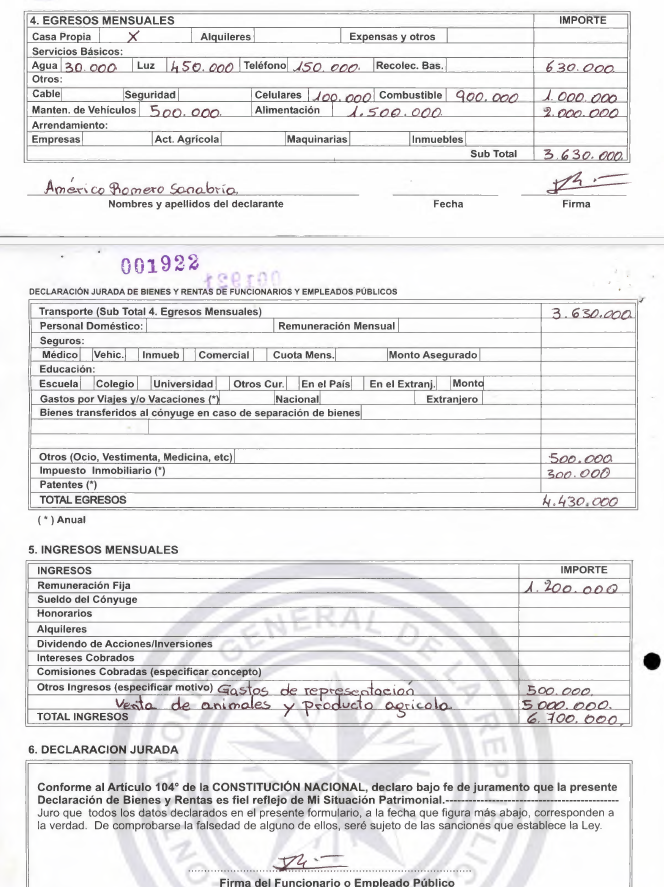 4. EGRESOS MENSUALES IMPORTE
Casa Propia X Alquileres Expensas y otros
Servicios Básicos:
Agua 30.000 Luz 450.000 Teléfono 150.000. Recolec. Bas. 630.000
Otros:
Cable Seguridad Celulares 100.000 Combustible 900.000 1.000.000
Manten. de Vehículos 500.000. Alimentación 1.500.000 2.000.000
Arrendamiento:
Empresas Act. Agrícola Maquinarias Inmuebles
Sub Total 3.630.000
Américo Romero Sanabria.
Nombres y apellidos del declarante Fecha Firma
001922
DECLARACIÓN JURADA DE BIENES Y RENTAS DE FUNCIONARIOS Y EMPLEADOS PÚBLICOS
Transporte (Sub Total 4. Egresos Mensuales) 3.630.000
Personal Doméstico: Remuneración Mensual
Seguros:
Médico Vehic. Inmueb Comercial Cuota Mens. Monto Asegurado
Educación:
Escuela Colegio Universidad Otros Cur. En el País En el Extranj. Monto
Gastos por Viajes y/o Vacaciones (*) Nacional Extranjero
Bienes transferidos al cónyuge en caso de separación de bienes
Otros (Ocio, Vestimenta, Medicina, etc) 500.000
Impuesto Inmobiliario (*) 300.000
Patentes (*)
TOTAL EGRESOS 4.430.000
(*) Anual
5. INGRESOS MENSUALES
INGRESOS IMPORTE
Remuneración Fija 1.200.000
Sueldo del Cónyuge
Honorarios
Alquileres
Dividendo de Acciones/Inversiones
Intereses Cobrados
Comisiones Cobradas (especificar concepto)
Otros Ingresos (especificar motivo) Gastos de representación 500.000.
Venta de animales y producto agricola 5000.000.
TOTAL INGRESOS 6.700.000.
6. DECLARACION JURADA
Conforme al Artículo 104° de la CONSTITUCIÓN NACIONAL, declaro bajo fe de juramento que la presente
Declaración de Bienes y Rentas es fiel reflejo de Mi Situación Patrimonial.-
Juro que todos los datos declarados en el presente formulario, a la fecha que figura más abajo, corresponden a
la verdad. De comprobarse la falsedad de alguno de ellos, seré sujeto de las sanciones que establece la Ley.
Firma del Funcionario o Empleado Público